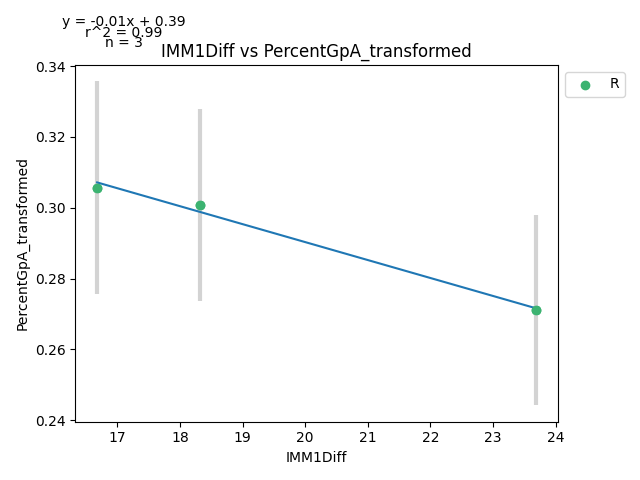 y = -0.01x + 0.39
r^2 = 0.99
n = 3
IMM1Diff vs PercentGpA_transformed
R
0.34
0.32
0.30
0.28
0.26
0.24
PercentGpA_transformed
17 18 19 20 21 22 23 24
IMM1Diff